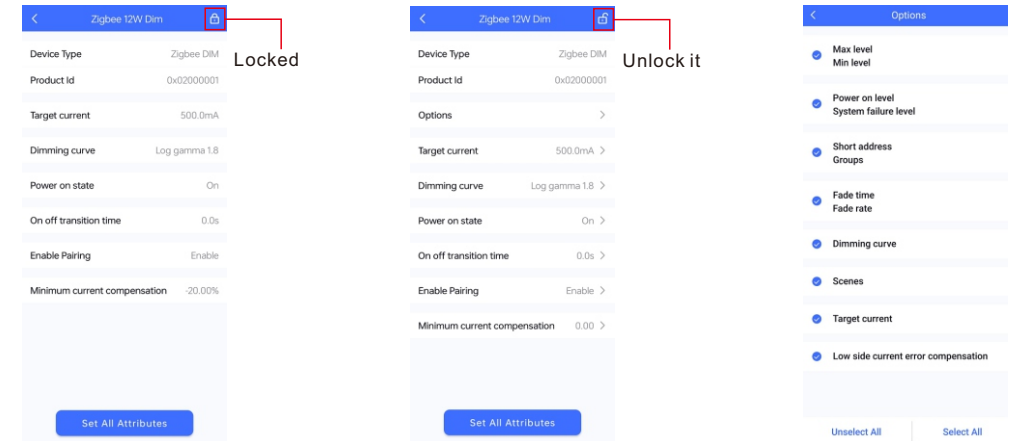 Zigbee 12W Dim
Device Type Zigbee DIM
Product Id 0x02000001
Target current 500.0mA
Dimming curve Log gamma 1.8
Power on state On
On off transition time 0.0s
Enable Pairing Enable
Minimum current compensation -20.00%
Set All Attributes
Locked
Zigbee 12W Dim
Device Type Zigbee DIM
Product Id 0x02000001
Options
Target current 500.0mA
Dimming curve Log gamma 1.8
Power on state On
On off transition time 0.0s
Enable Pairing Enable
Minimum current compensation 0.00
Set All Attributes
Unlock it
Options
Max level
Min level
Power on level
System failure level
Short address
Groups
Fade time
Fade rate
Dimming curve
Scenes
Target current
Low side current error compensation
Unselect All Select All